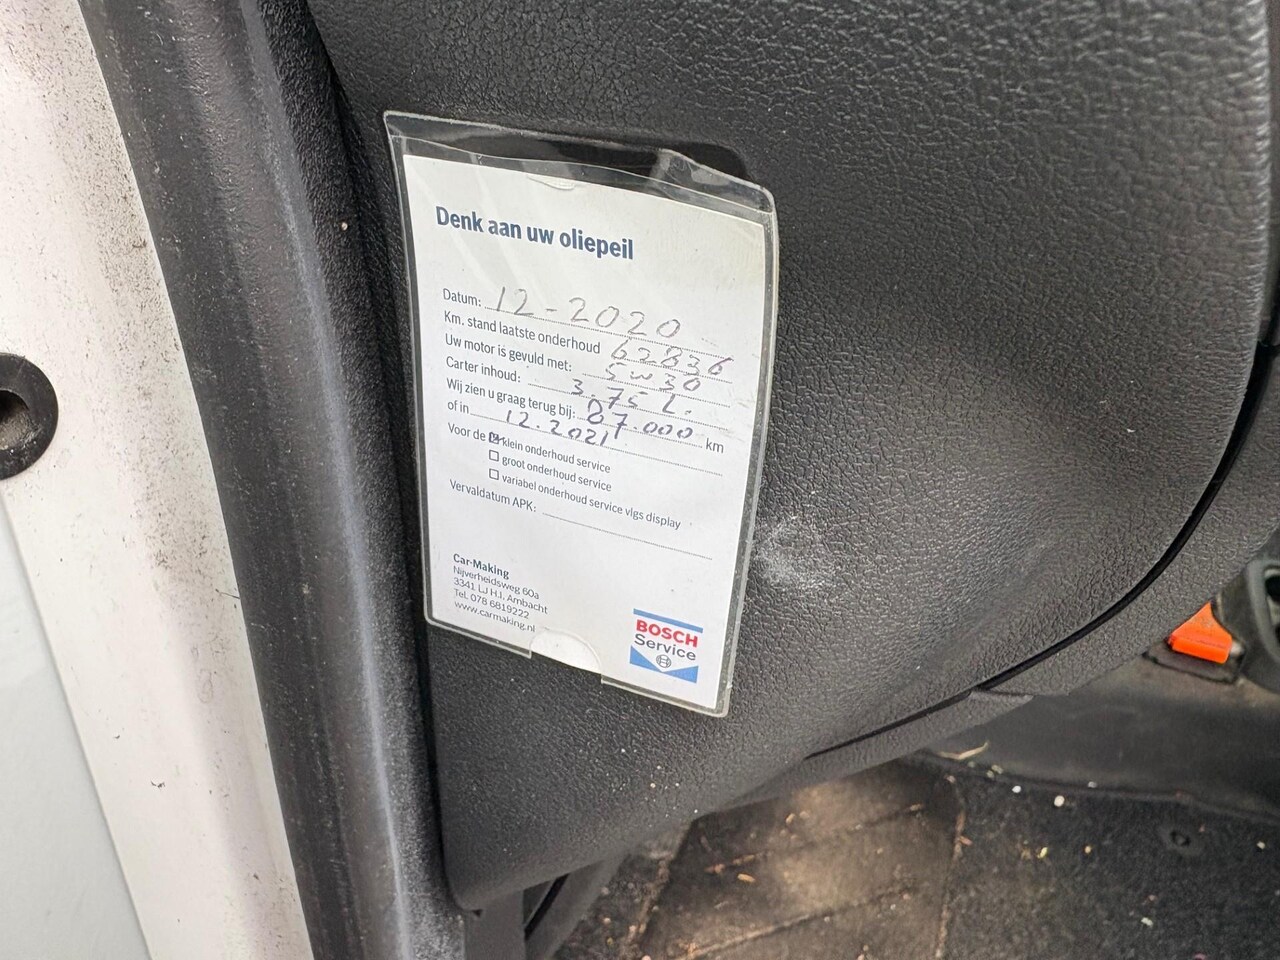 Denk aan uw oliepeil
Datum: 12-2020
Km. stand laatste onderhoud 62836
Uw motor is gevuld met: 5W30
Carter inhoud: 3.75 L.
Wij zien u graag terug bij: 87.000 km
of in 12.2021
Voor de klein onderhoud service
groot onderhoud service
variabel onderhoud service vlgs display
Vervaldatum APK:
Car-Making
Nijverheidsweg 60a
3341 LJ H.I. Ambacht
Tel. 078 6819222
www.carmaking.nl
BOSCH
Service